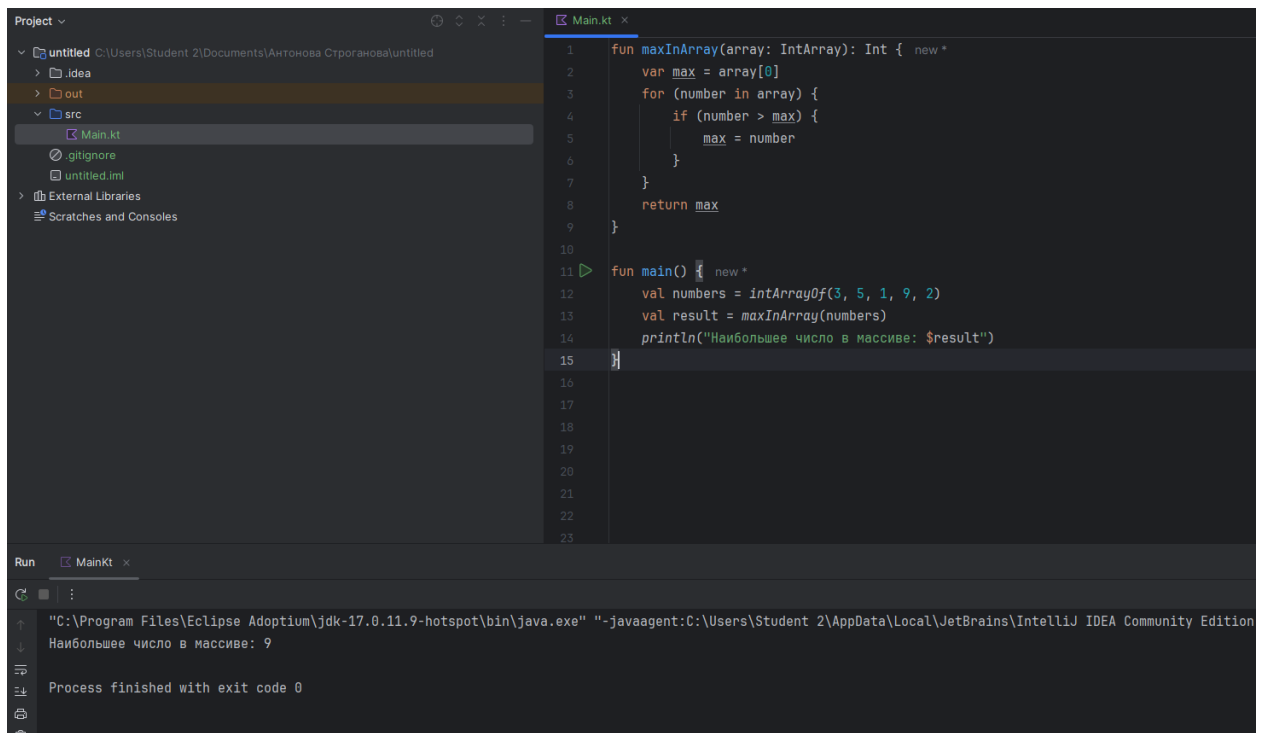 Project
untitled C:\Users\Student 2\Documents\Антонова Строганова\untitled
.idea
out
src
Main.kt
.gitignore
untitled.iml
External Libraries
Scratches and Consoles
Main.kt ×
1 fun maxInArray(array: IntArray): Int { new *
2 var max = array[0]
3 for (number in array) {
4 if (number > max) {
5 max = number
6 }
7 }
8 return max
9 }
10
11 fun main() { new *
12 val numbers = intArrayOf(3, 5, 1, 9, 2)
13 val result = maxInArray(numbers)
14 println("Наибольшее число в массиве: $result")
15 }
16
17
18
19
20
21
22
23
Run MainKt ×
"C:\Program Files\Eclipse Adoptium\jdk-17.0.11.9-hotspot\bin\java.exe" "-javaagent:C:\Users\Student 2\AppData\Local\JetBrains\IntelliJ IDEA Community Edition
Наибольшее число в массиве: 9
Process finished with exit code 0